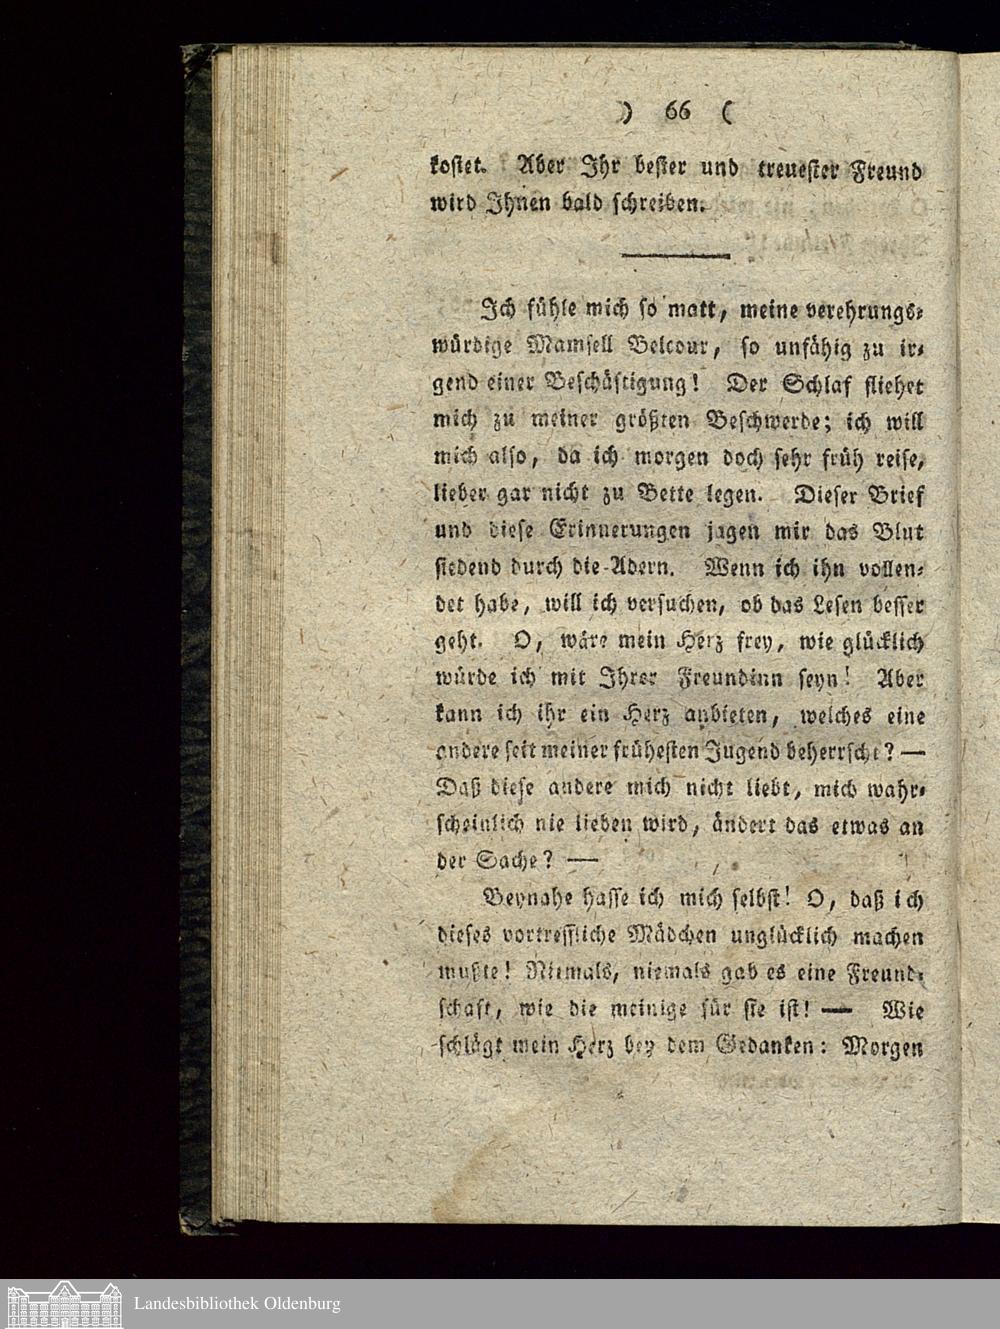 ) 66 (
kostet. Aber Ihr bester und treuester Freund
wird Ihnen bald schreiben.
Ich fühle mich so matt, meine verehrungs-
würdige Mamsell Belcour, so unfähig zu ir-
gend einer Beschäftigung! Der Schlaf fliehet
mich zu meiner größten Beschwerde; ich will
mich also, da ich morgen doch sehr früh reise,
lieber gar nicht zu Bette legen. Dieser Brief
und diese Erinnerungen jagen mir das Blut
siedend durch die Adern. Wenn ich ihn vollen-
det habe, will ich versuchen, ob das Lesen besser
geht. O, wäre mein Herz frey, wie glücklich
würde ich mit Ihrer Freundinn seyn! Aber
kann ich ihr ein Herz anbieten, welches eine
andere seit meiner frühesten Jugend beherrscht? —
Daß diese andere mich nicht liebt, mich wahr-
scheinlich nie lieben wird, ändert das etwas an
der Sache? —
Beynahe hasse ich mich selbst! O, daß ich
dieses vortreffliche Mädchen unglücklich machen
mußte! Niemals, niemals gab es eine Freund-
schaft, wie die meinige für sie ist! — Wie
schlägt mein Herz bey dem Gedanken: Morgen
Landesbibliothek Oldenburg